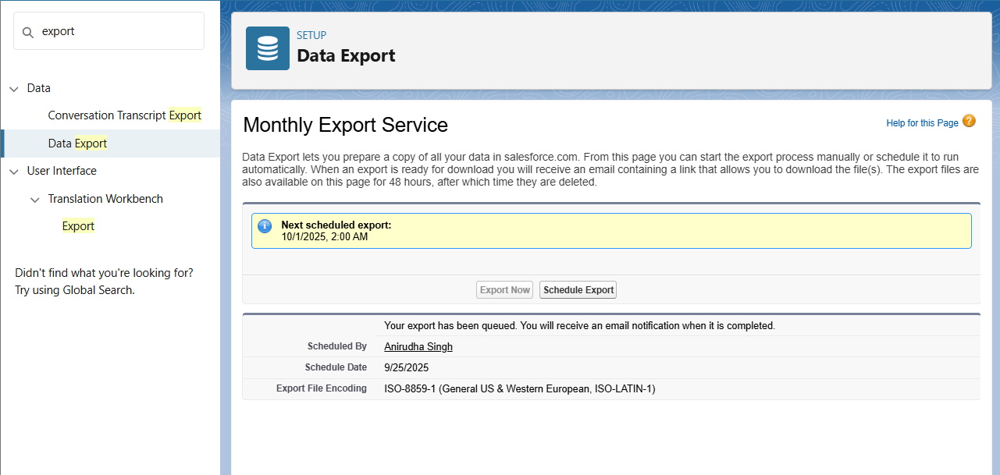 export
Data
Conversation Transcript Export
Data Export
User Interface
Translation Workbench
Export
Didn't find what you're looking for?
Try using Global Search.
SETUP
Data Export
Monthly Export Service
Help for this Page ?
Data Export lets you prepare a copy of all your data in salesforce.com. From this page you can start the export process manually or schedule it to run
automatically. When an export is ready for download you will receive an email containing a link that allows you to download the file(s). The export files are
also available on this page for 48 hours, after which time they are deleted.
i Next scheduled export:
10/1/2025, 2:00 AM
Export Now Schedule Export
Your export has been queued. You will receive an email notification when it is completed.
Scheduled By Anirudha Singh
Schedule Date 9/25/2025
Export File Encoding ISO-8859-1 (General US & Western European, ISO-LATIN-1)